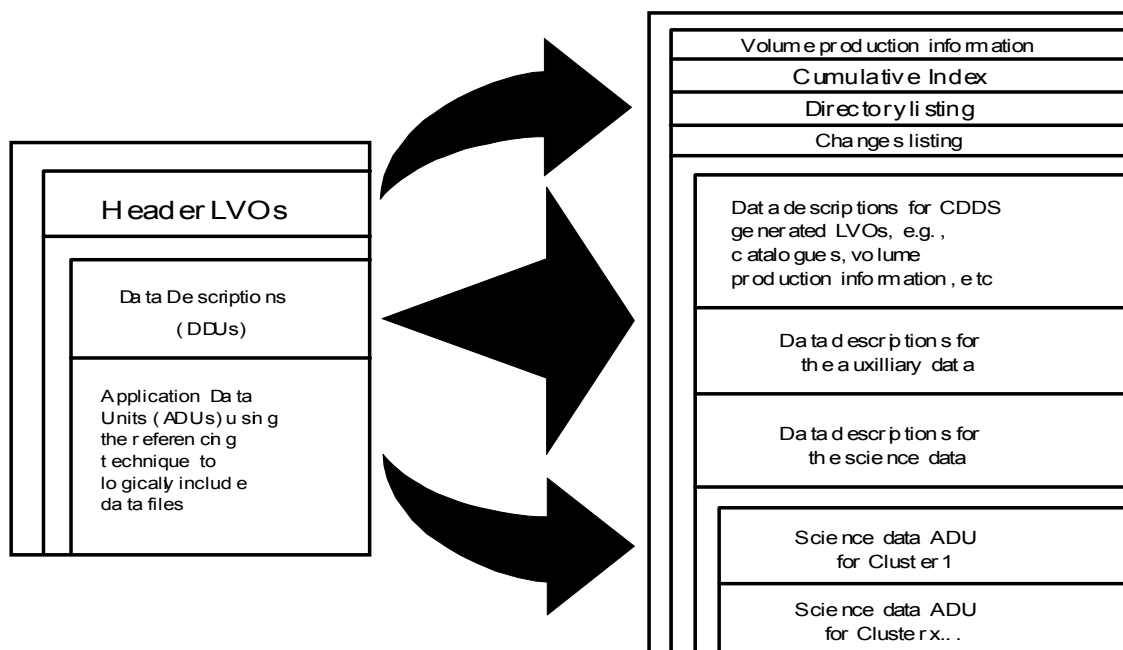 Header LVOs
Data Descriptions
(DDUs)
Application Data
Units (ADUs) using
the referencing
technique to
logically include
data files
Volume production information
Cumulative Index
Directory listing
Changes listing
Data descriptions for CDDS
generated LVOs, e.g.,
catalogues, volume
production information, etc
Data descriptions for
the auxilliary data
Data descriptions for
the science data
Science data ADU
for Cluster 1
Science data ADU
for Cluster x...